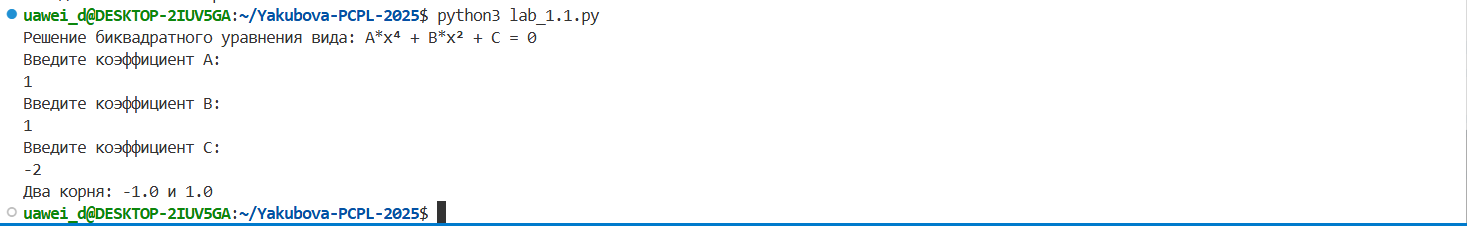 uawei_d@DESKTOP-2IUV5GA:~/Yakubova-PCPL-2025$ python3 lab_1.1.py
Решение биквадратного уравнения вида: A*x⁴ + B*x² + C = 0
Введите коэффициент A:
1
Введите коэффициент B:
1
Введите коэффициент C:
-2
Два корня: -1.0 и 1.0
uawei_d@DESKTOP-2IUV5GA:~/Yakubova-PCPL-2025$